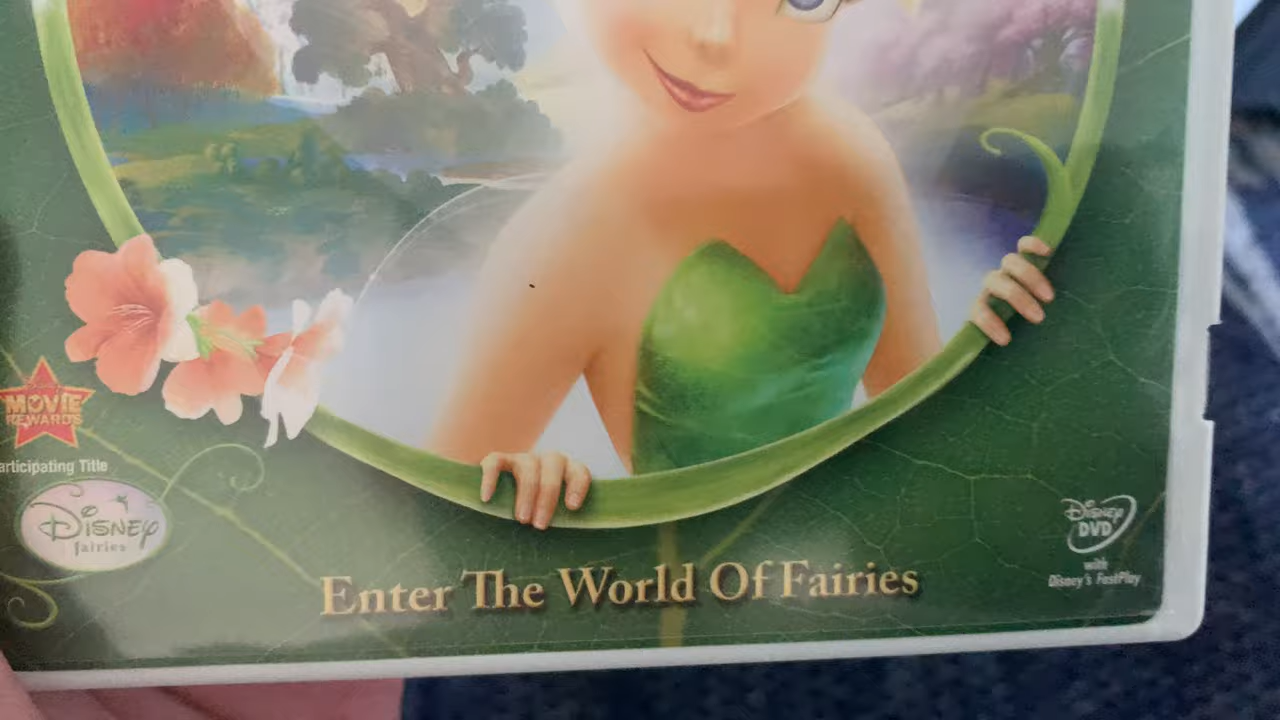 MOVIE
REWARDS
articipating Title
Disney
fairies
Enter The World Of Fairies
Disney
DVD
with
Disney's FastPlay